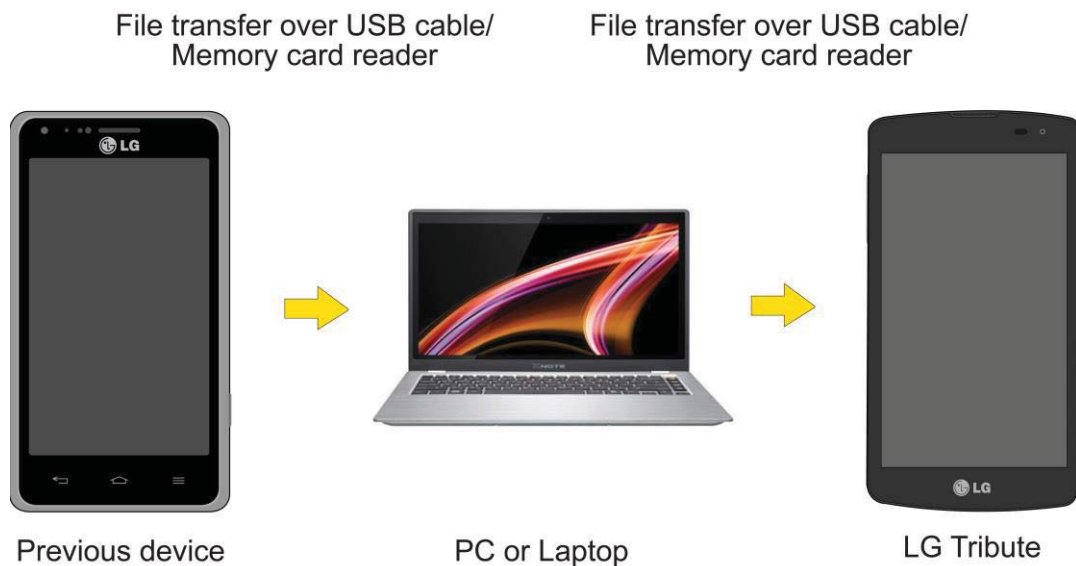 File transfer over USB cable/
Memory card reader
File transfer over USB cable/
Memory card reader
LG
XNOTE
LG
Previous device
PC or Laptop
LG Tribute